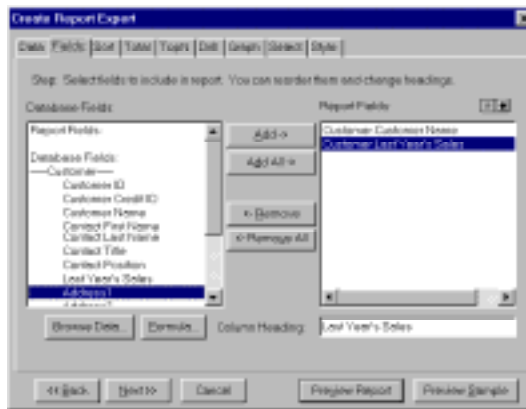 Create Report Expert
Data Fields Sort Total TopN Drill Graph Select Style
Step: Select fields to include in report. You can reorder them and change headings.
Database Fields: Report Fields:
Report Fields:
Database Fields:
----Customer----
Customer ID
Customer Credit ID
Customer Name
Contact First Name
Contact Last Name
Contact Title
Contact Position
Last Year's Sales
Address1
Address2
Add->
Add All->
<- Remove
<- Remove All
Customer.Customer Name
Customer.Last Year's Sales
Browse Data... Formula... Column Heading: Last Year's Sales
<< Back Next >> Cancel Preview Report Preview Sample